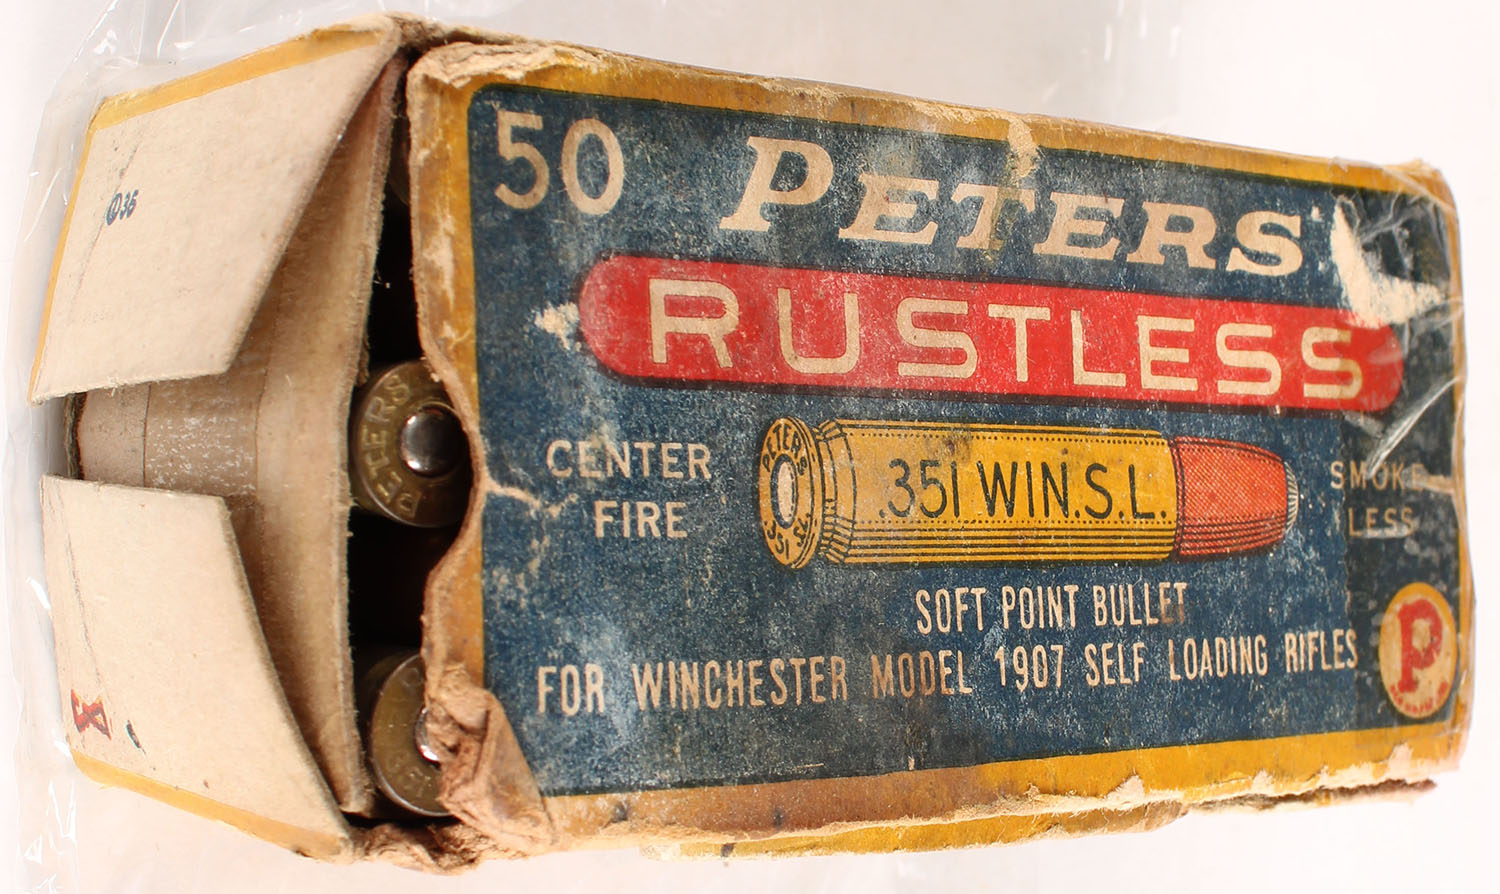 50
PETERS
RUSTLESS
CENTER
FIRE
PETERS
.351
.351 WIN.S.L.
SMOKE-
LESS
SOFT POINT BULLET
FOR WINCHESTER MODEL 1907 SELF LOADING RIFLES
P
PETERS
351